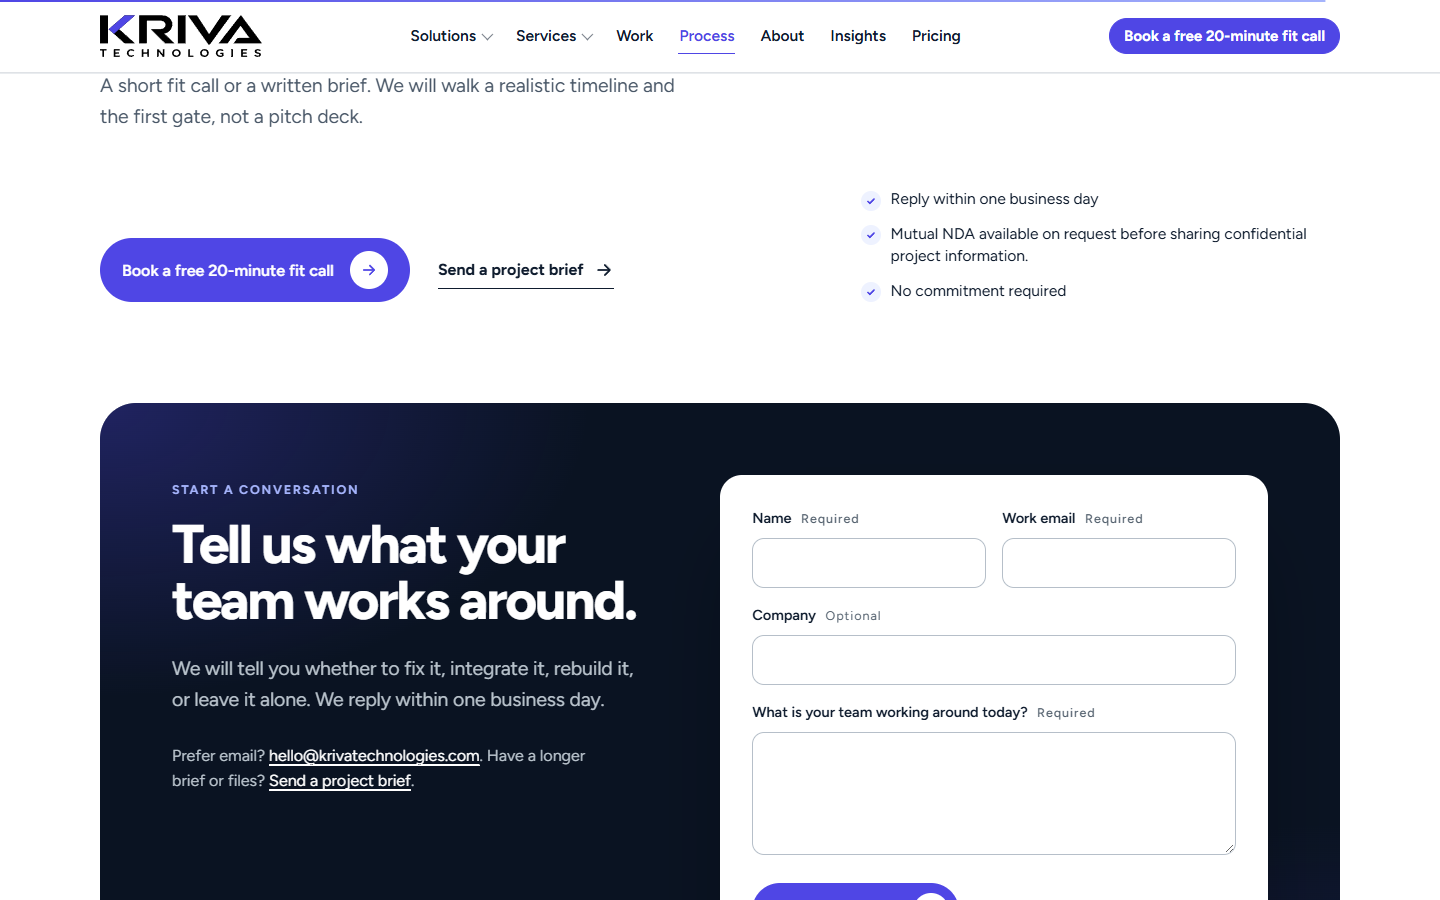 KRIVA
TECHNOLOGIES
Solutions
Services
Work
Process
About
Insights
Pricing
Book a free 20-minute fit call
A short fit call or a written brief. We will walk a realistic timeline and
the first gate, not a pitch deck.
Book a free 20-minute fit call
Send a project brief
Reply within one business day
Mutual NDA available on request before sharing confidential
project information.
No commitment required
START A CONVERSATION
Tell us what your
team works around.
We will tell you whether to fix it, integrate it, rebuild it,
or leave it alone. We reply within one business day.
Prefer email? hello@krivatechnologies.com. Have a longer
brief or files? Send a project brief.
Name Required
Work email Required
Company Optional
What is your team working around today? Required